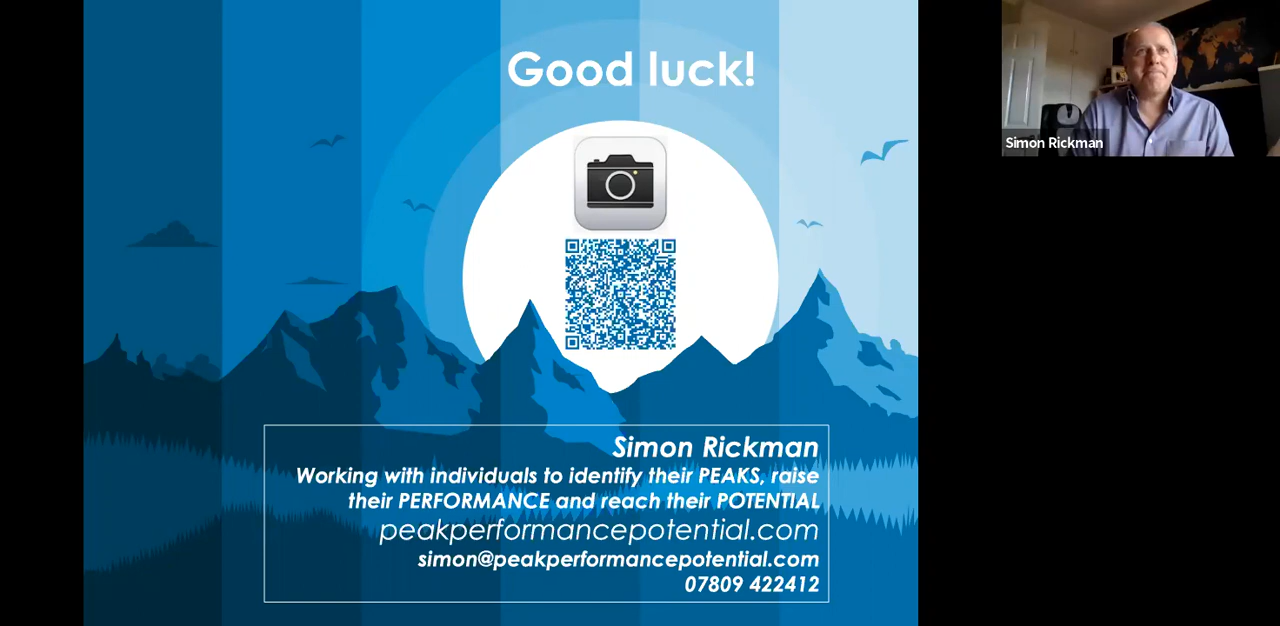 Good luck!
Simon Rickman
Simon Rickman
Working with individuals to identify their PEAKS, raise
their PERFORMANCE and reach their POTENTIAL
peakperformancepotential.com
simon@peakperformancepotential.com
07809 422412